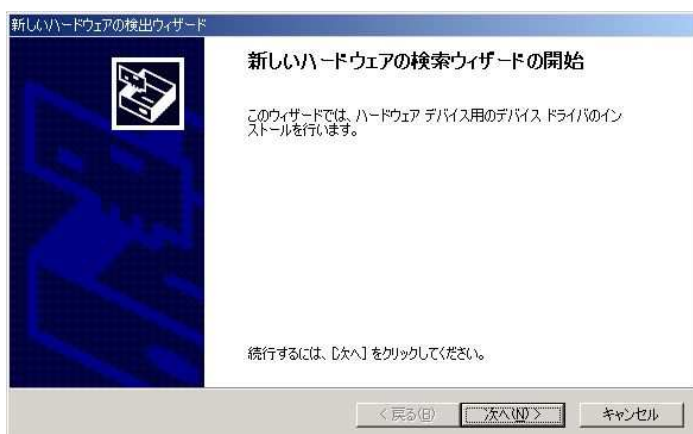 新しいハードウェアの検出ウィザード
新しいハードウェアの検索ウィザードの開始
このウィザードでは、ハードウェア デバイス用のデバイス ドライバのイン
ストールを行います。
続行するには、[次へ] をクリックしてください。
< 戻る(B) 次へ(N) > キャンセル